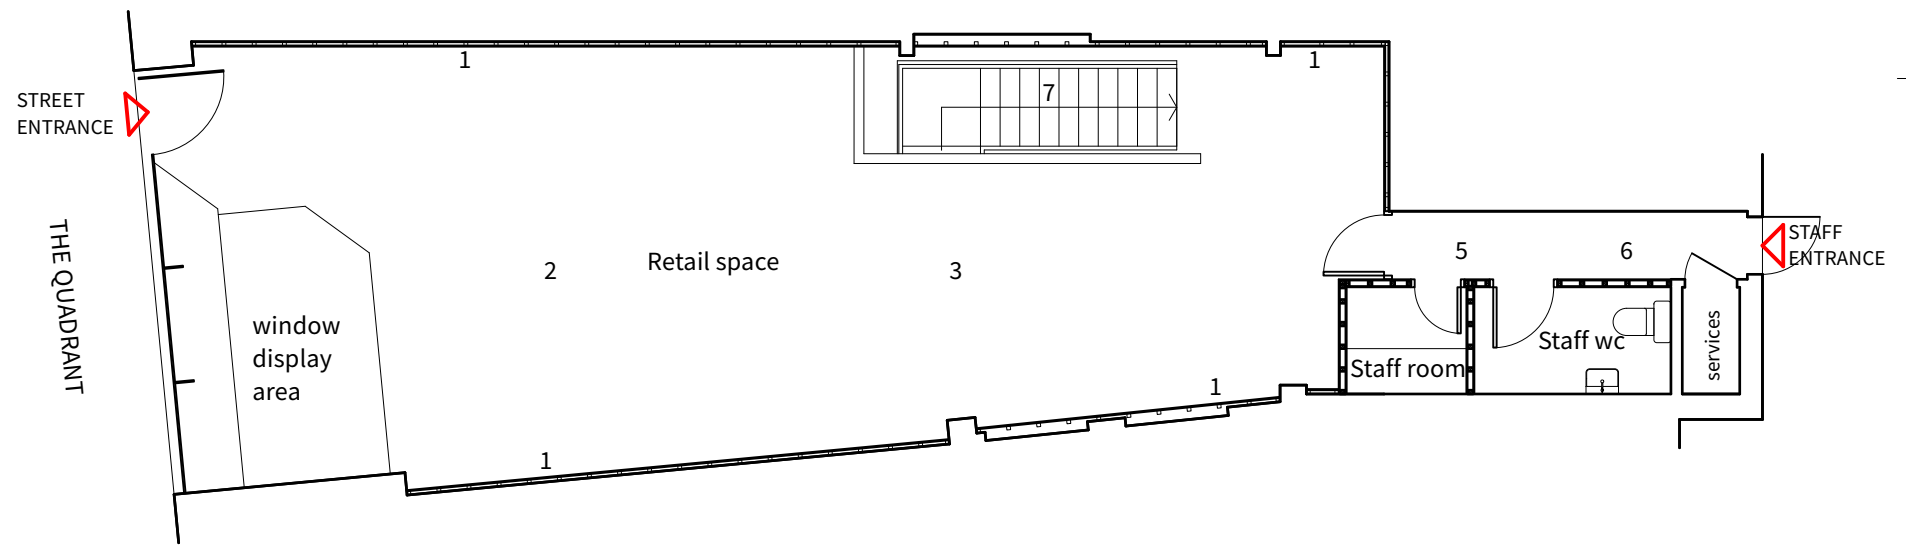 1
1
STREET
ENTRANCE
7
THE QUADRANT
2
Retail space
3
5
6
STAFF
ENTRANCE
window
display
area
Staff wc
services
Staff room
1
1